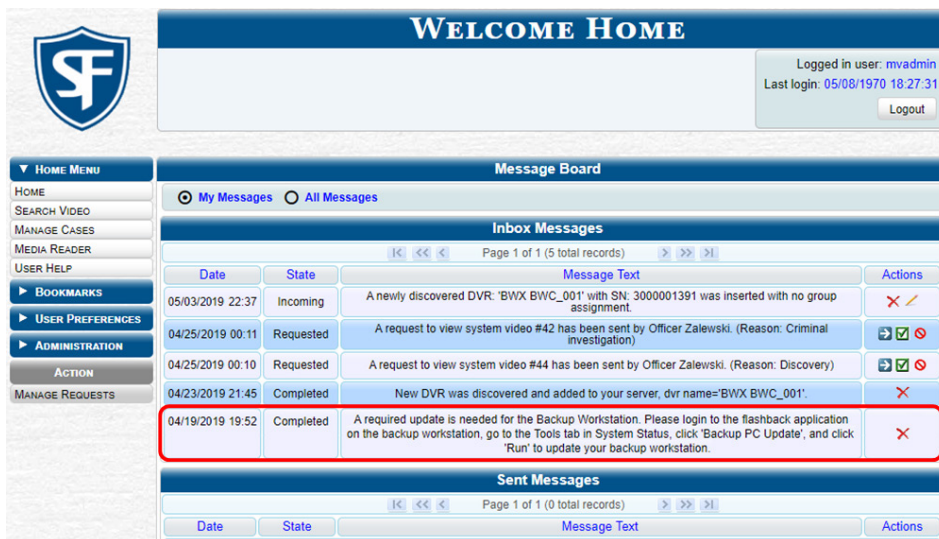 SF
WELCOME HOME
Logged in user: mvadmin
Last login: 05/08/1970 18:27:31
Logout
HOME MENU
HOME
SEARCH VIDEO
MANAGE CASES
MEDIA READER
USER HELP
BOOKMARKS
USER PREFERENCES
ADMINISTRATION
ACTION
MANAGE REQUESTS
Message Board
My Messages All Messages
Inbox Messages
|< << < Page 1 of 1 (5 total records) > >> >|
Date State Message Text Actions
05/03/2019 22:37 Incoming A newly discovered DVR: 'BWX BWC_001' with SN: 3000001391 was inserted with no group
assignment.
04/25/2019 00:11 Requested A request to view system video #42 has been sent by Officer Zalewski. (Reason: Criminal
investigation)
04/25/2019 00:10 Requested A request to view system video #44 has been sent by Officer Zalewski. (Reason: Discovery)
04/23/2019 21:45 Completed New DVR was discovered and added to your server, dvr name='BWX BWC_001'.
04/19/2019 19:52 Completed A required update is needed for the Backup Workstation. Please login to the flashback application
on the backup workstation, go to the Tools tab in System Status, click 'Backup PC Update', and click
'Run' to update your backup workstation.
Sent Messages
|< << < Page 1 of 1 (0 total records) > >> >|
Date State Message Text Actions